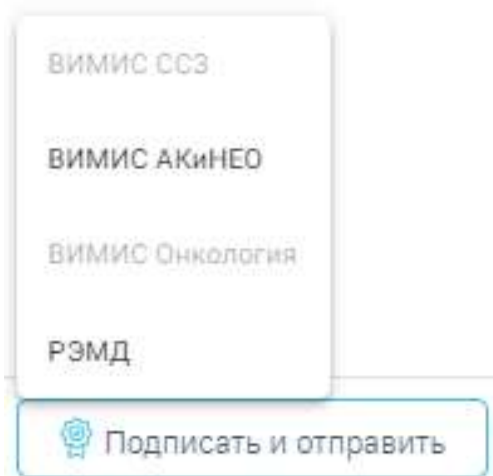 ВИМИС ССЗ
ВИМИС АКиНЕО
ВИМИС Онкология
РЭМД
Подписать и отправить